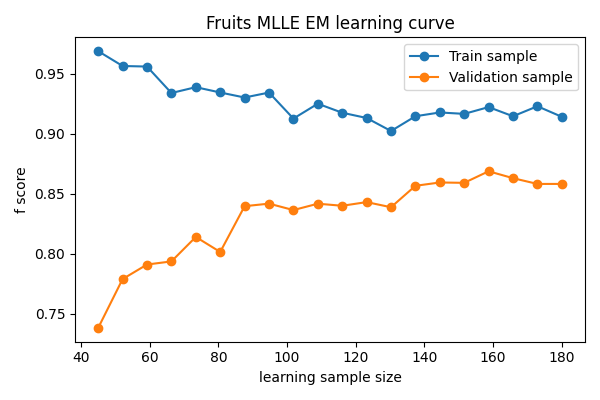 Fruits MLLE EM learning curve
Train sample
Validation sample
f score
0.95
0.90
0.85
0.80
0.75
40 60 80 100 120 140 160 180
learning sample size